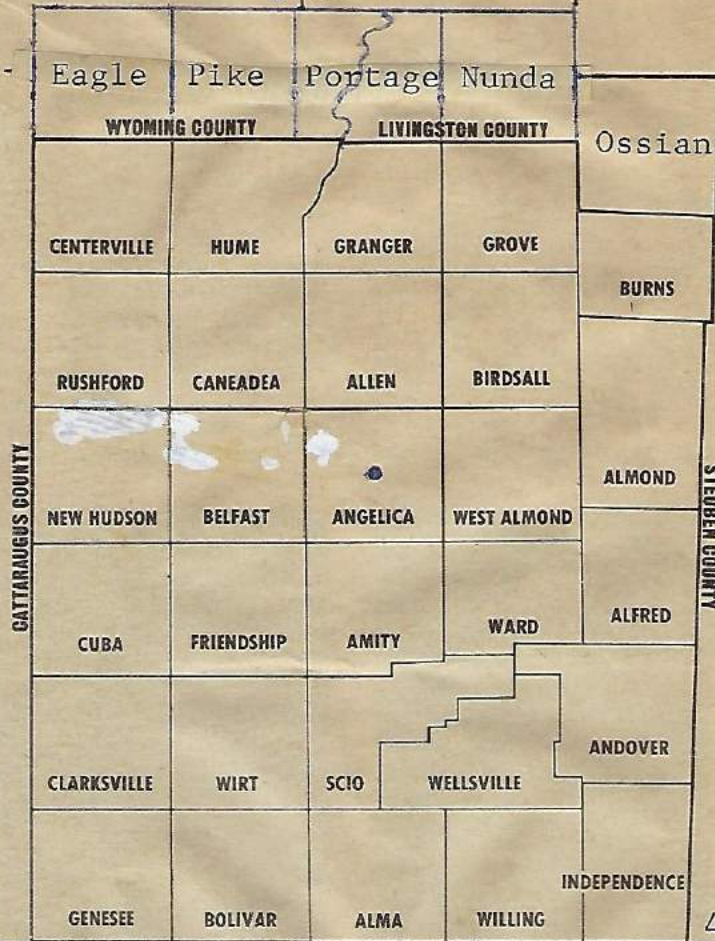 Eagle Pike Portage Nunda
WYOMING COUNTY LIVINGSTON COUNTY
Ossian
CENTERVILLE HUME GRANGER GROVE
BURNS
RUSHFORD CANEADEA ALLEN BIRDSALL
CATTARAUGUS COUNTY
STEUBEN COUNTY
ALMOND
NEW HUDSON BELFAST ANGELICA WEST ALMOND
ALFRED
CUBA FRIENDSHIP AMITY WARD
ANDOVER
CLARKSVILLE WIRT SCIO WELLSVILLE
INDEPENDENCE
GENESEE BOLIVAR ALMA WILLING